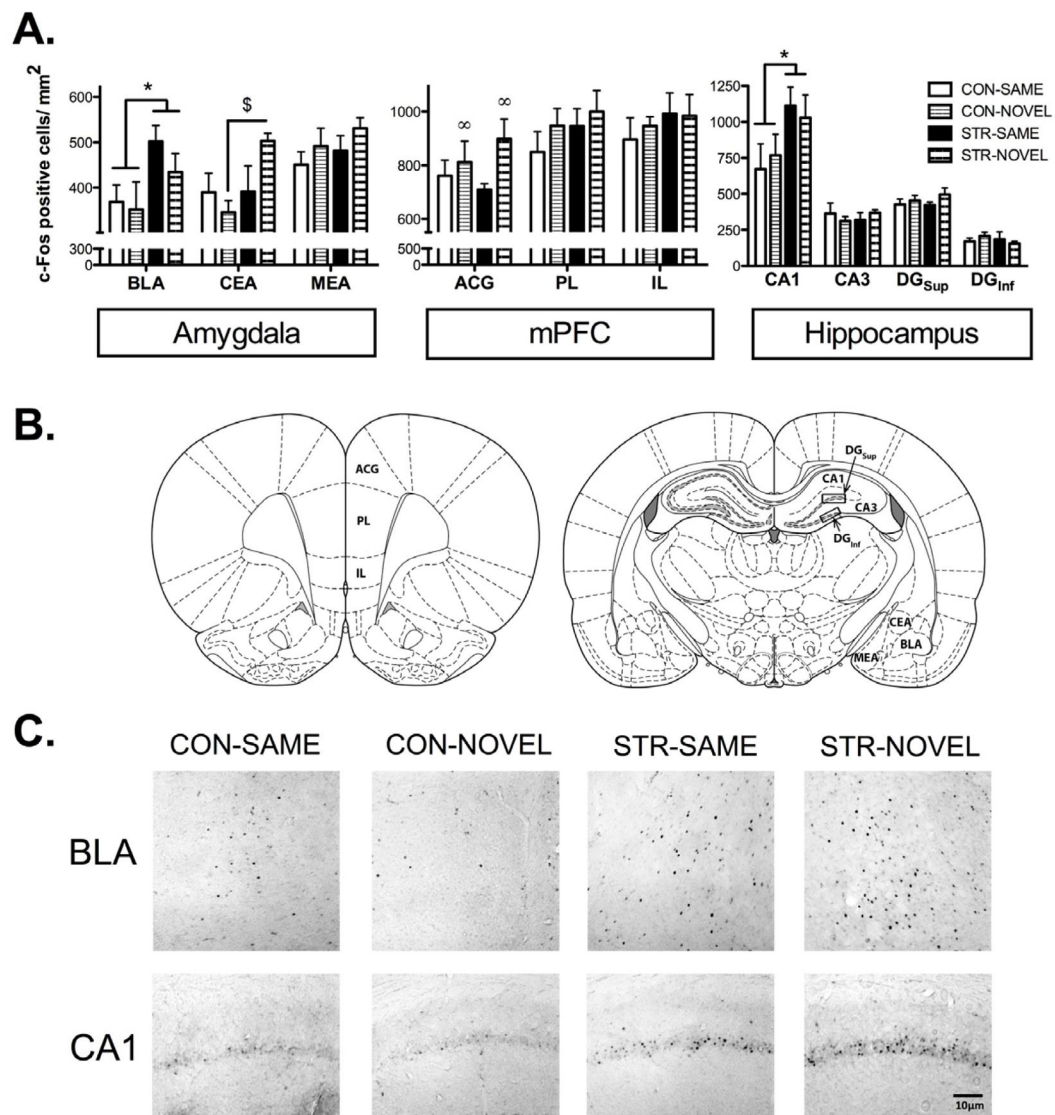 A.
c-Fos positive cells/ mm²
600
500
400
300
0
*
$
BLA CEA MEA
Amygdala
1000
800
600
500
0
∞ ∞
ACG PL IL
mPFC
1250
1000
750
500
250
0
*
CA1 CA3 DGSup DGInf
Hippocampus
CON-SAME
CON-NOVEL
STR-SAME
STR-NOVEL
B.
ACG
PL
IL
DGSup
CA1
CA3
DGInf
CEA
BLA
MEA
C.
CON-SAME CON-NOVEL STR-SAME STR-NOVEL
BLA
CA1
10µm